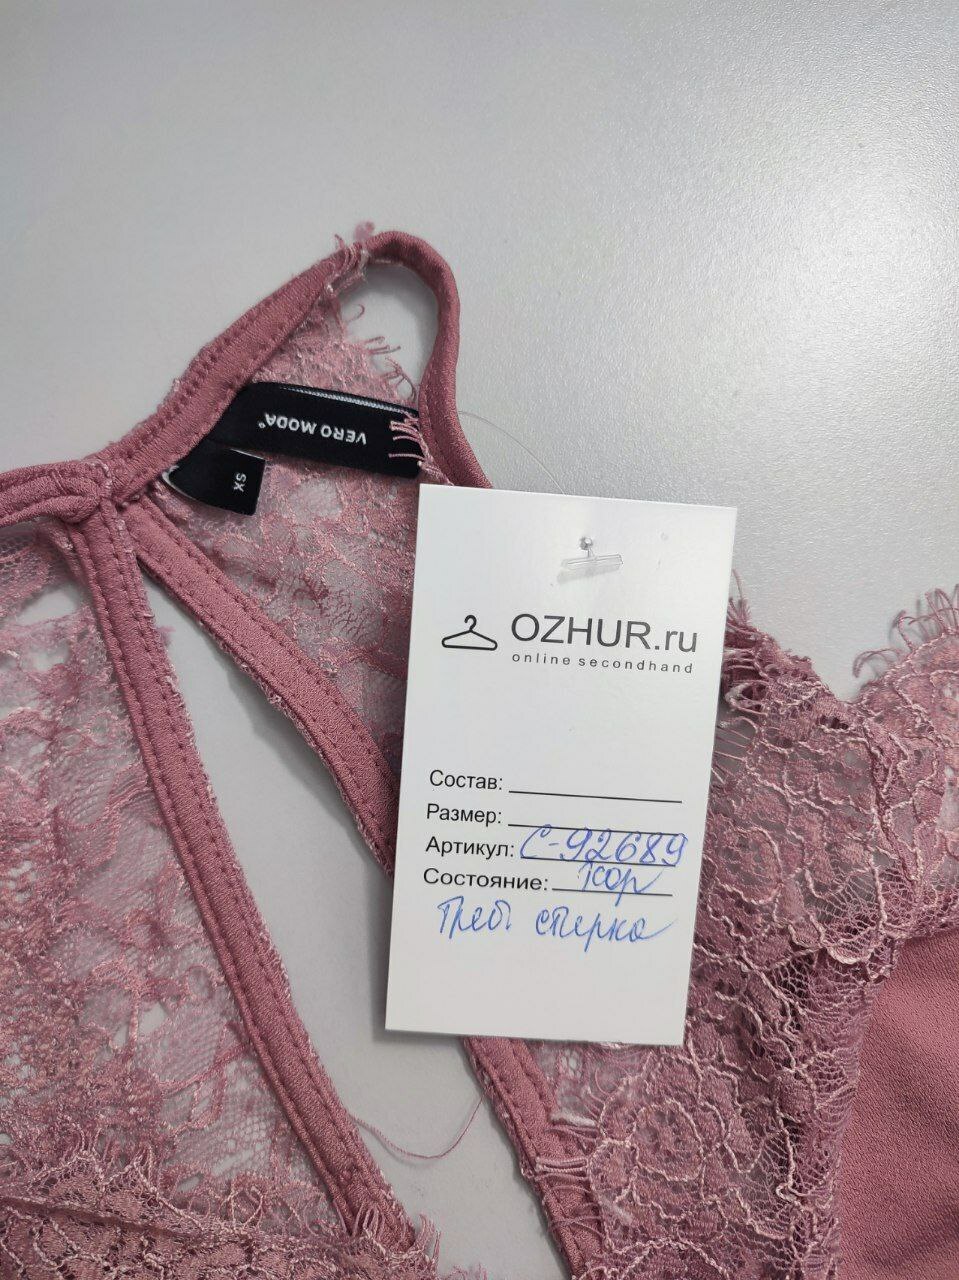 VERO MODA®
XS
OZHUR.ru
online secondhand
Состав:
Размер:
Артикул: С-92689
Состояние: хор
Треб. стирка